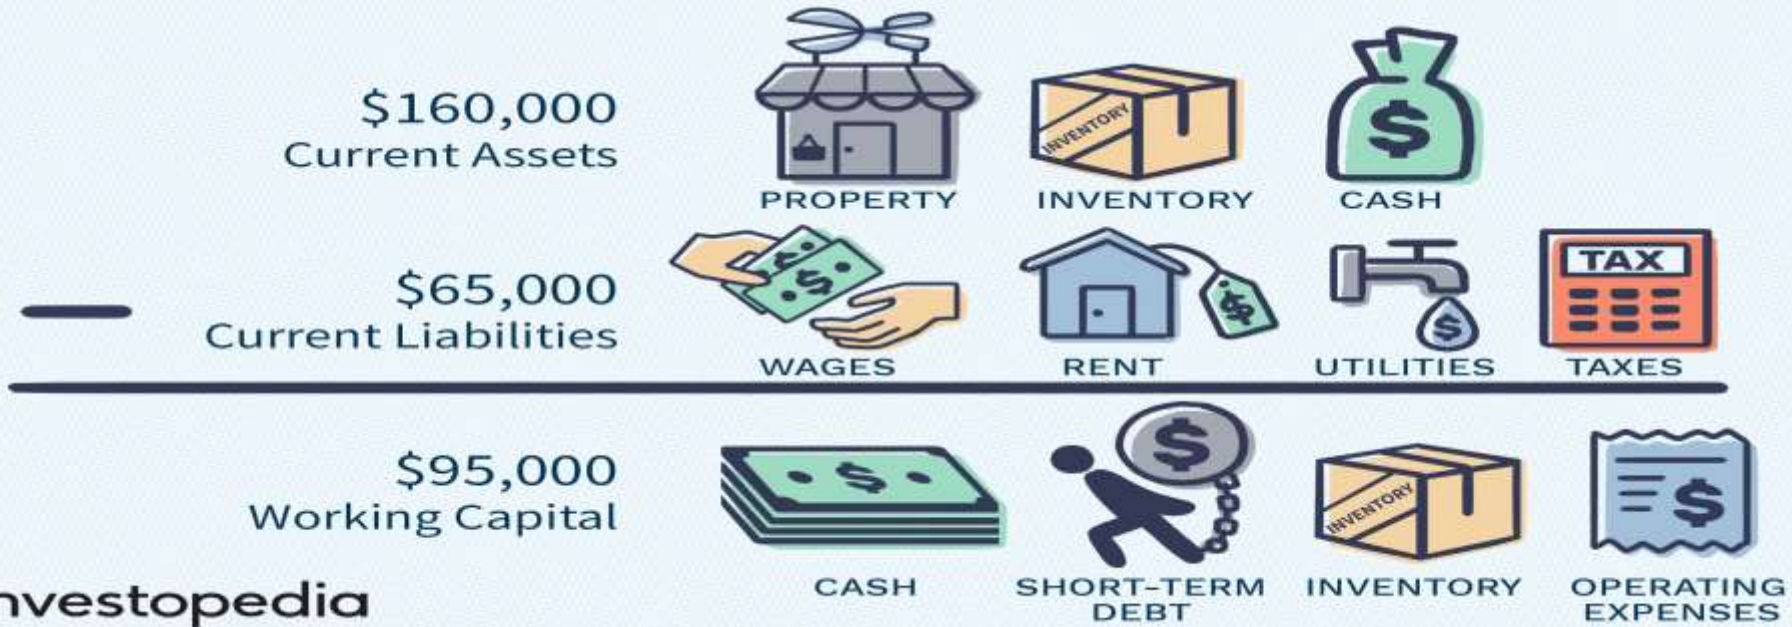 $160,000
Current Assets
INVENTORY
$
PROPERTY
INVENTORY
CASH
$65,000
Current Liabilities
$
$
$
$
TAX
WAGES
RENT
UTILITIES
TAXES
$95,000
Working Capital
$
$
INVENTORY
$
CASH
SHORT-TERM
DEBT
INVENTORY
OPERATING
EXPENSES
nvestopedia